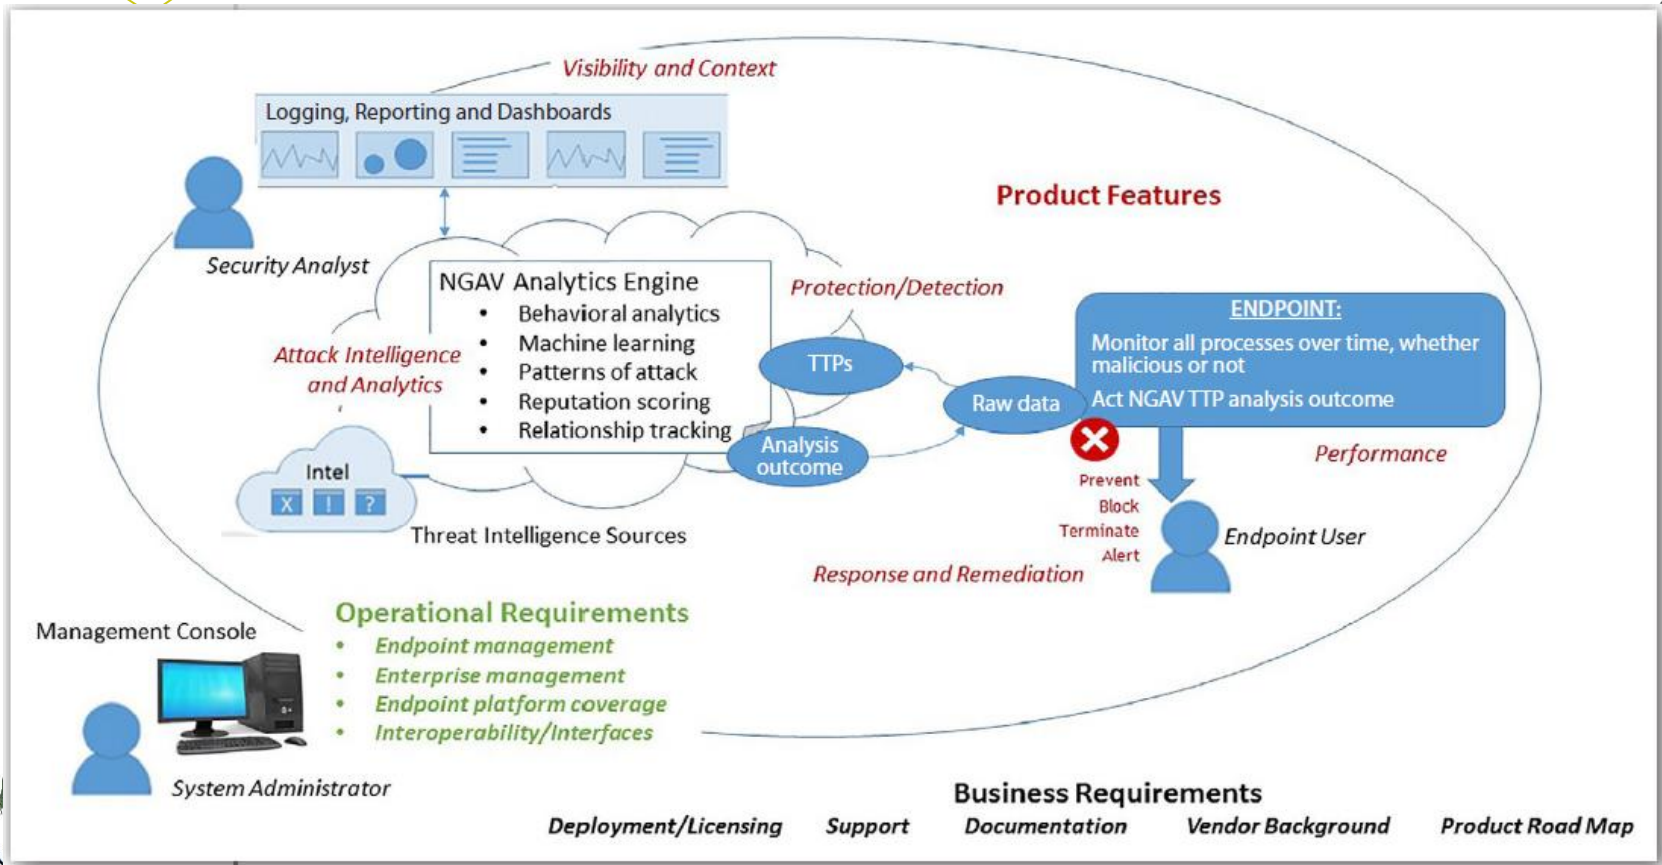 Visibility and Context
Logging, Reporting and Dashboards
Product Features
Security Analyst
NGAV Analytics Engine
• Behavioral analytics
• Machine learning
• Patterns of attack
• Reputation scoring
• Relationship tracking
Protection/Detection
Attack Intelligence
and Analytics
TTPs
Raw data
Analysis
outcome
ENDPOINT:
Monitor all processes over time, whether
malicious or not
Act NGAV TTP analysis outcome
Performance
Intel
X ! ?
Threat Intelligence Sources
Prevent
Block
Terminate
Alert
Endpoint User
Response and Remediation
Operational Requirements
• Endpoint management
• Enterprise management
• Endpoint platform coverage
• Interoperability/Interfaces
Management Console
System Administrator
Business Requirements
Deployment/Licensing Support Documentation Vendor Background Product Road Map